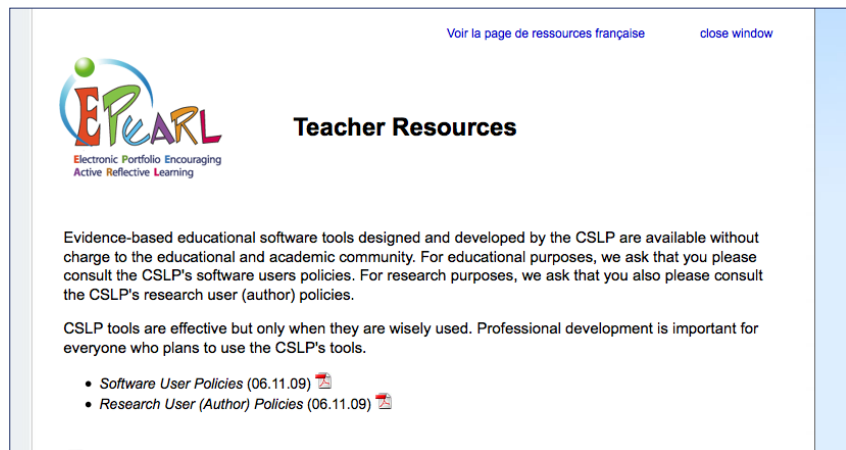 Voir la page de ressources française close window
EPEARL
Teacher Resources
Electronic Portfolio Encouraging
Active Reflective Learning
Evidence-based educational software tools designed and developed by the CSLP are available without
charge to the educational and academic community. For educational purposes, we ask that you please
consult the CSLP's software users policies. For research purposes, we ask that you also please consult
the CSLP's research user (author) policies.
CSLP tools are effective but only when they are wisely used. Professional development is important for
everyone who plans to use the CSLP's tools.
• Software User Policies (06.11.09)
• Research User (Author) Policies (06.11.09)